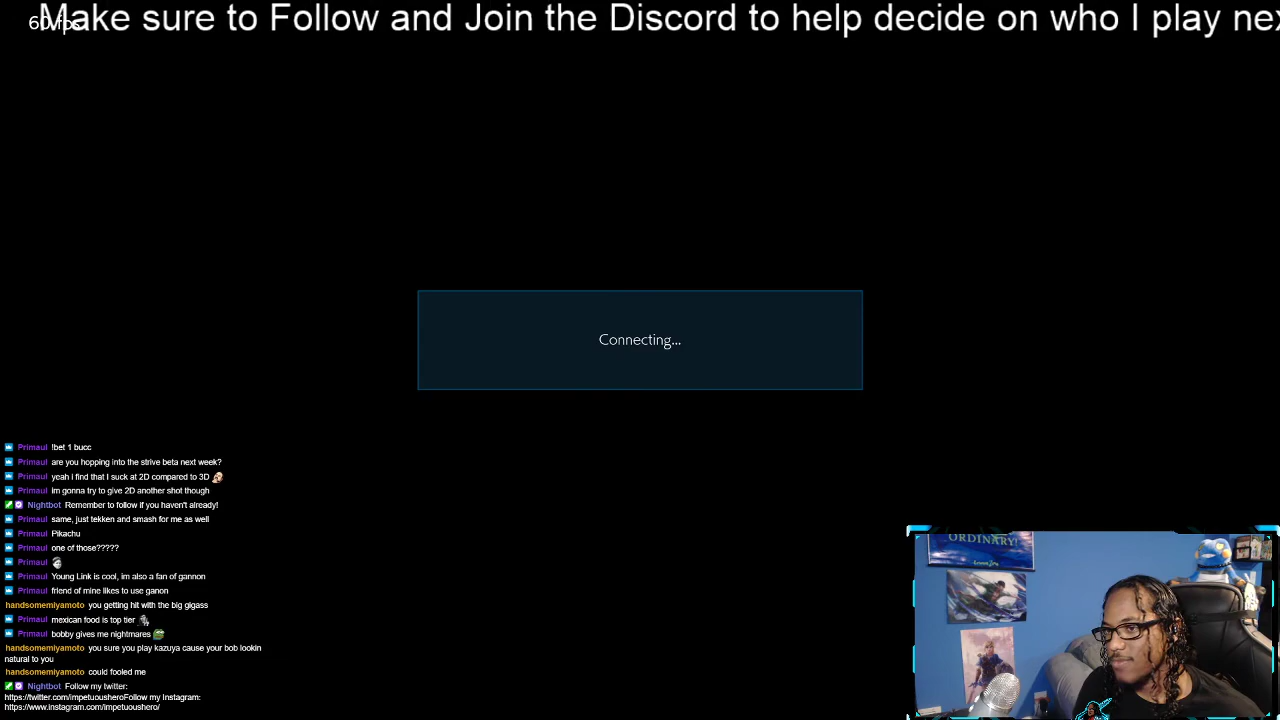 Make sure to Follow and Join the Discord to help decide on who I play nex
60 fps
Connecting...
Primaul !bet 1 bucc
Primaul are you hopping into the strive beta next week?
Primaul yeah i find that I suck at 2D compared to 3D
Primaul im gonna try to give 2D another shot though
Nightbot Remember to follow if you haven't already!
Primaul same, just tekken and smash for me as well
Primaul Pikachu
Primaul one of those?????
Primaul
Primaul Young Link is cool, im also a fan of gannon
Primaul friend of mine likes to use ganon
handsomemiyamoto you getting hit with the big gigass
Primaul mexican food is top tier
Primaul bobby gives me nightmares
handsomemiyamoto you sure you play kazuya cause your bob lookin
natural to you
handsomemiyamoto could fooled me
Nightbot Follow my twitter:
https://twitter.com/impetuousheroFollow my Instagram:
https://www.instagram.com/impetuoushero/
ORDINARY!